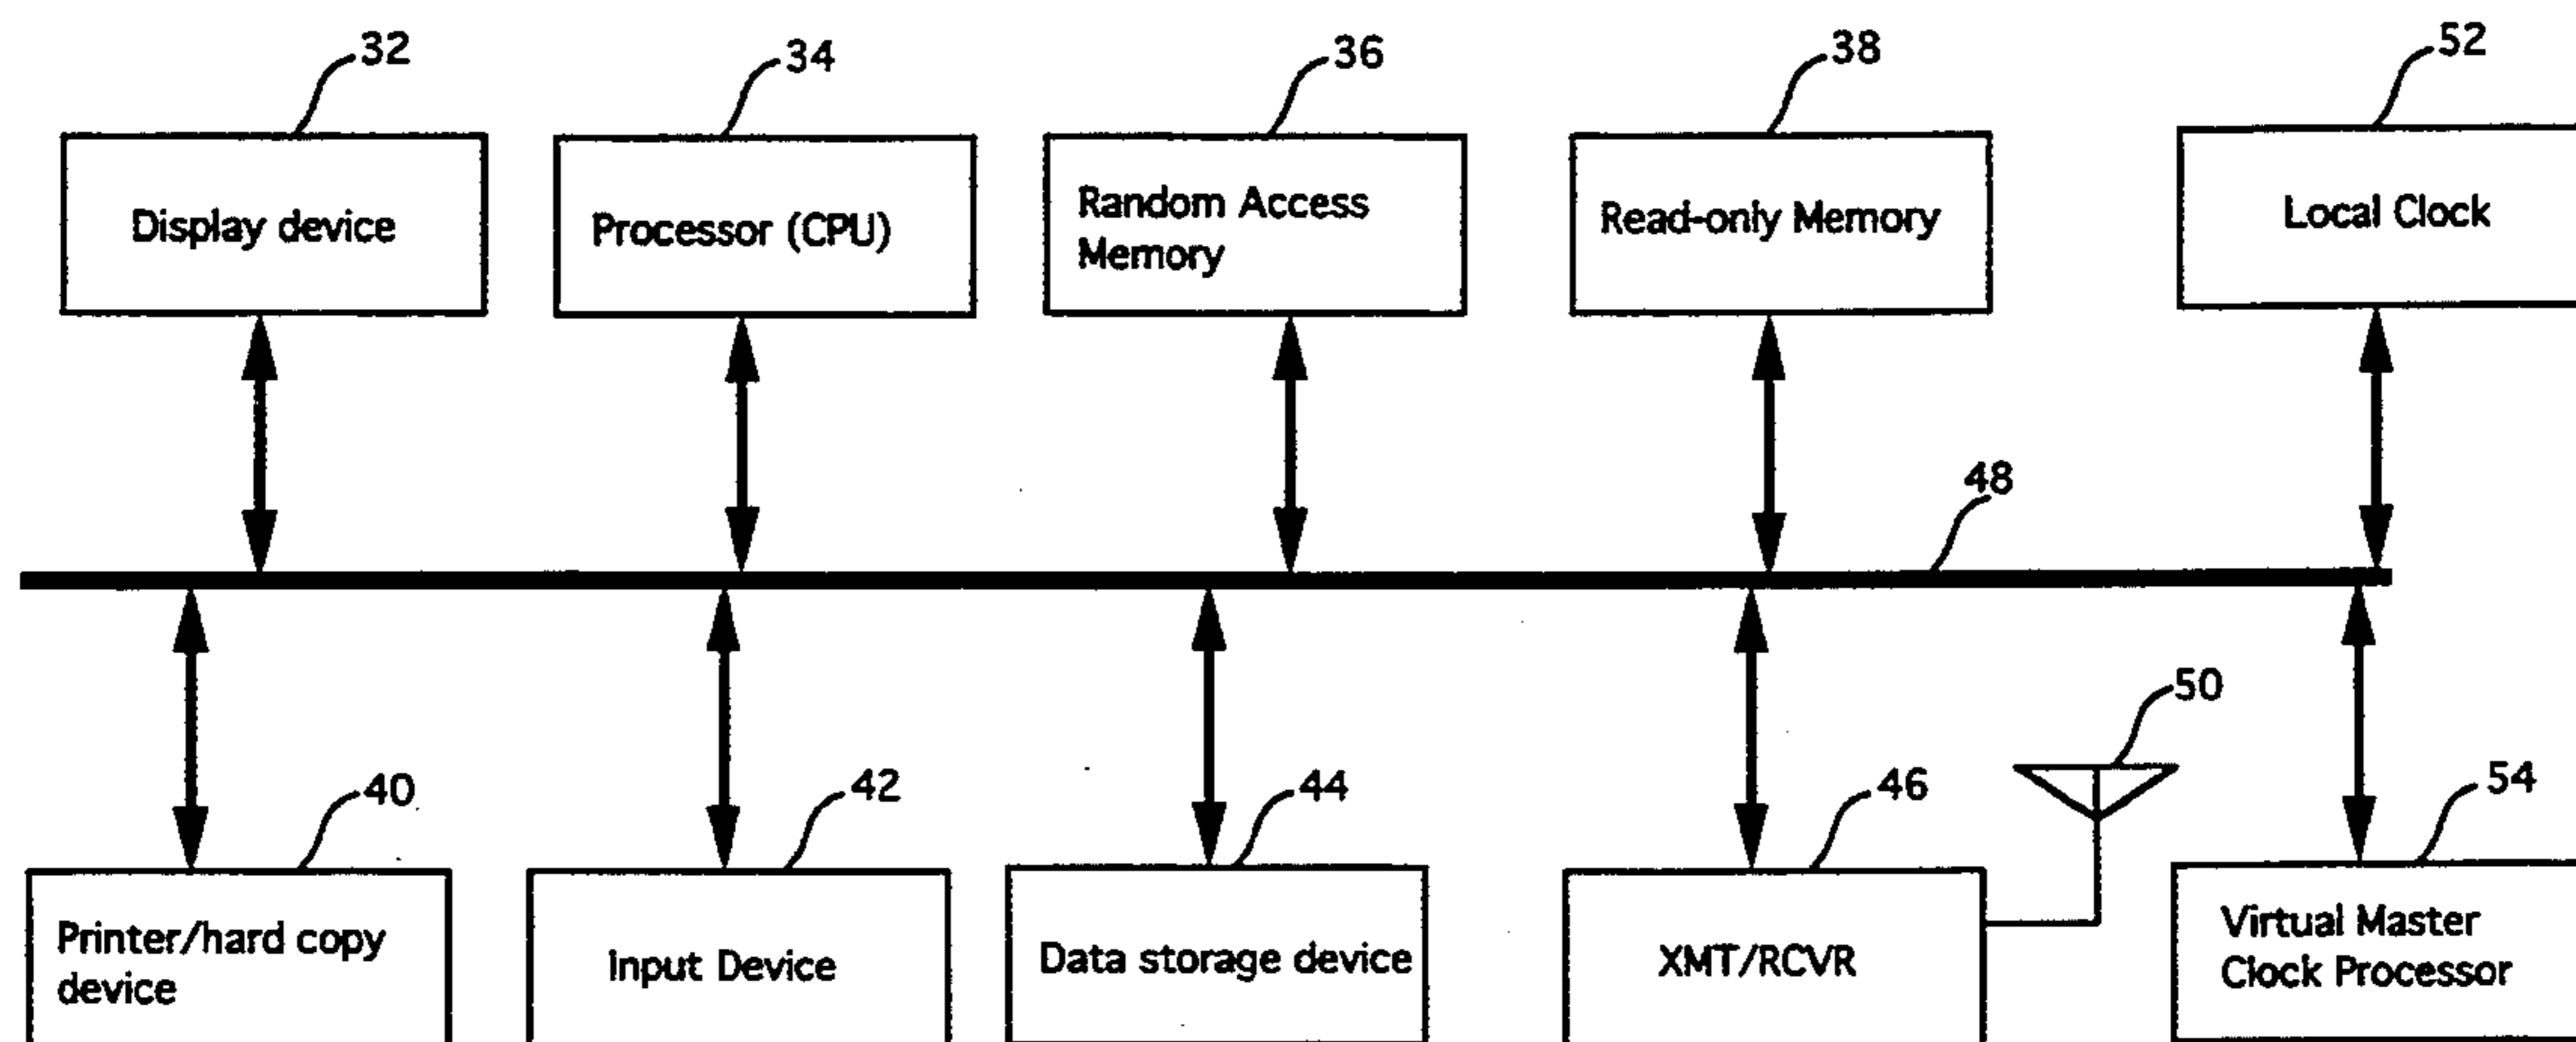 32
34
36
38
52
Display device
Processor (CPU)
Random Access
Memory
Read-only Memory
Local Clock
48
50
40
42
44
46
54
Printer/hard copy
device
Input Device
Data storage device
XMT/RCVR
Virtual Master
Clock Processor